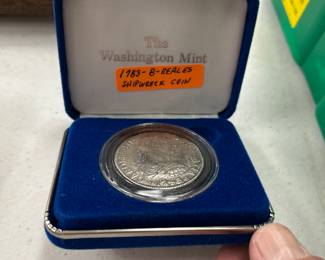 The
Washington Mint
1783- 8-REALES
SHIPWRECK COIN